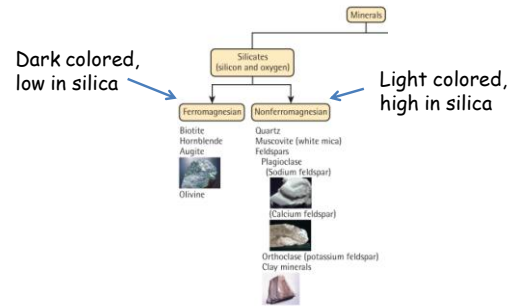 Minerals
Dark colored,
low in silica
Silicates
(silicon and oxygen)
Light colored,
high in silica
Ferromagnesian
Nonferromagnesian
Biotite
Hornblende
Augite
Olivine
Quartz
Muscovite (white mica)
Feldspars
Plagioclase
(Sodium feldspar)
(Calcium feldspar)
Orthoclase (potassium feldspar)
Clay minerals